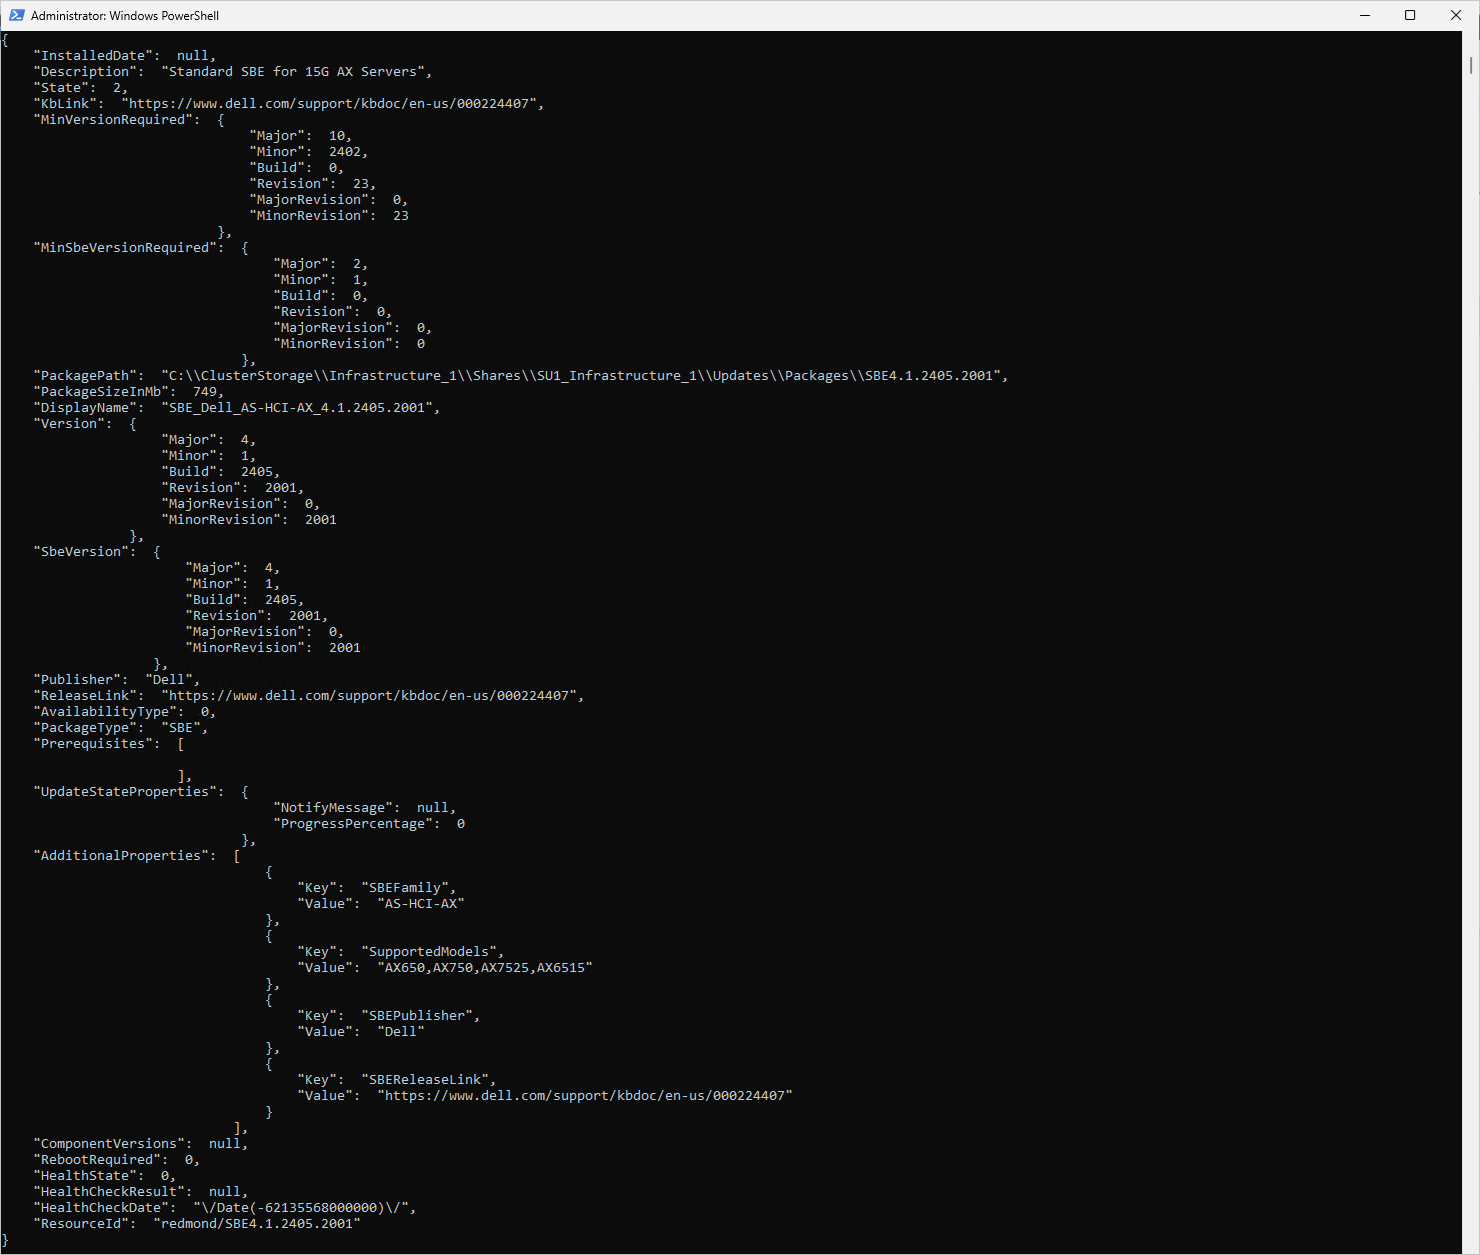 Administrator: Windows PowerShell
{
    "InstalledDate":  null,
    "Description":  "Standard SBE for 15G AX Servers",
    "State":  2,
    "KbLink":  "https://www.dell.com/support/kbdoc/en-us/000224407",
    "MinVersionRequired":  {
                               "Major":  10,
                               "Minor":  2402,
                               "Build":  0,
                               "Revision":  23,
                               "MajorRevision":  0,
                               "MinorRevision":  23
                           },
    "MinSbeVersionRequired":  {
                                  "Major":  2,
                                  "Minor":  1,
                                  "Build":  0,
                                  "Revision":  0,
                                  "MajorRevision":  0,
                                  "MinorRevision":  0
                              },
    "PackagePath":  "C:\\ClusterStorage\\Infrastructure_1\\Shares\\SU1_Infrastructure_1\\Updates\\Packages\\SBE4.1.2405.2001",
    "PackageSizeInMb":  749,
    "DisplayName":  "SBE_Dell_AS-HCI-AX_4.1.2405.2001",
    "Version":  {
                    "Major":  4,
                    "Minor":  1,
                    "Build":  2405,
                    "Revision":  2001,
                    "MajorRevision":  0,
                    "MinorRevision":  2001
                },
    "SbeVersion":  {
                       "Major":  4,
                       "Minor":  1,
                       "Build":  2405,
                       "Revision":  2001,
                       "MajorRevision":  0,
                       "MinorRevision":  2001
                   },
    "Publisher":  "Dell",
    "ReleaseLink":  "https://www.dell.com/support/kbdoc/en-us/000224407",
    "AvailabilityType":  0,
    "PackageType":  "SBE",
    "Prerequisites":  [

                      ],
    "UpdateStateProperties":  {
                                  "NotifyMessage":  null,
                                  "ProgressPercentage":  0
                              },
    "AdditionalProperties":  [
                                 {
                                     "Key":  "SBEFamily",
                                     "Value":  "AS-HCI-AX"
                                 },
                                 {
                                     "Key":  "SupportedModels",
                                     "Value":  "AX650,AX750,AX7525,AX6515"
                                 },
                                 {
                                     "Key":  "SBEPublisher",
                                     "Value":  "Dell"
                                 },
                                 {
                                     "Key":  "SBEReleaseLink",
                                     "Value":  "https://www.dell.com/support/kbdoc/en-us/000224407"
                                 }
                             ],
    "ComponentVersions":  null,
    "RebootRequired":  0,
    "HealthState":  0,
    "HealthCheckResult":  null,
    "HealthCheckDate":  "\/Date(-62135568000000)\/",
    "ResourceId":  "redmond/SBE4.1.2405.2001"
}